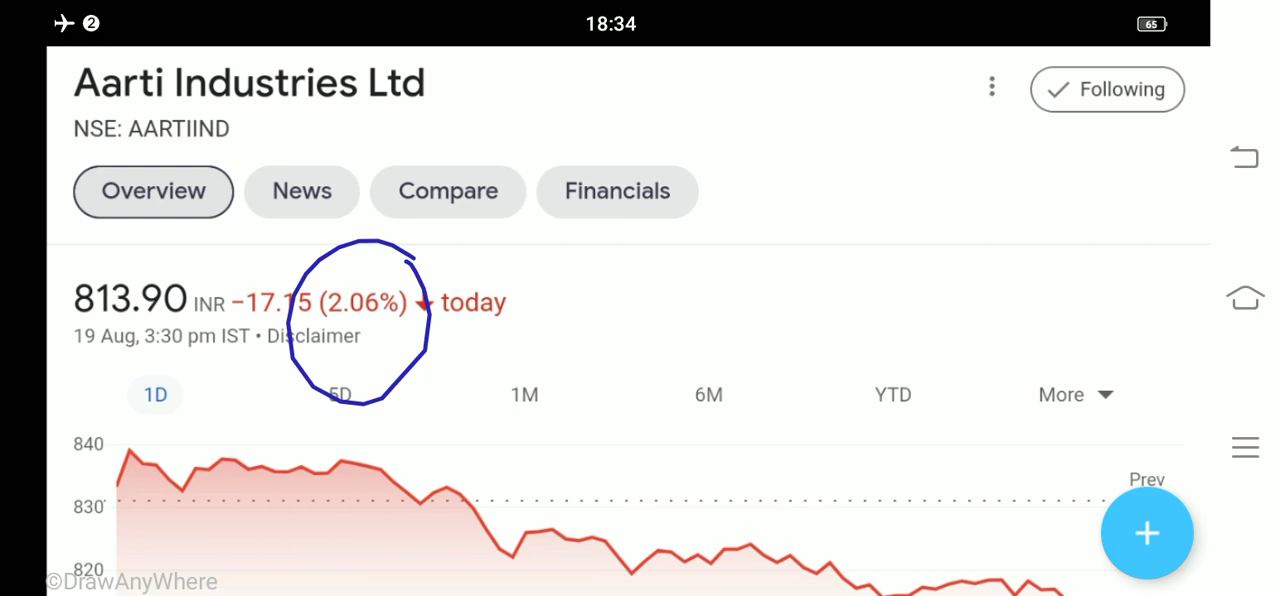 2 18:34 65
Aarti Industries Ltd
Following
NSE: AARTIIND
Overview News Compare Financials
813.90 INR −17.15 (2.06%) today
19 Aug, 3:30 pm IST • Disclaimer
1D 5D 1M 6M YTD More
840
Prev
830
820
©DrawAnyWhere